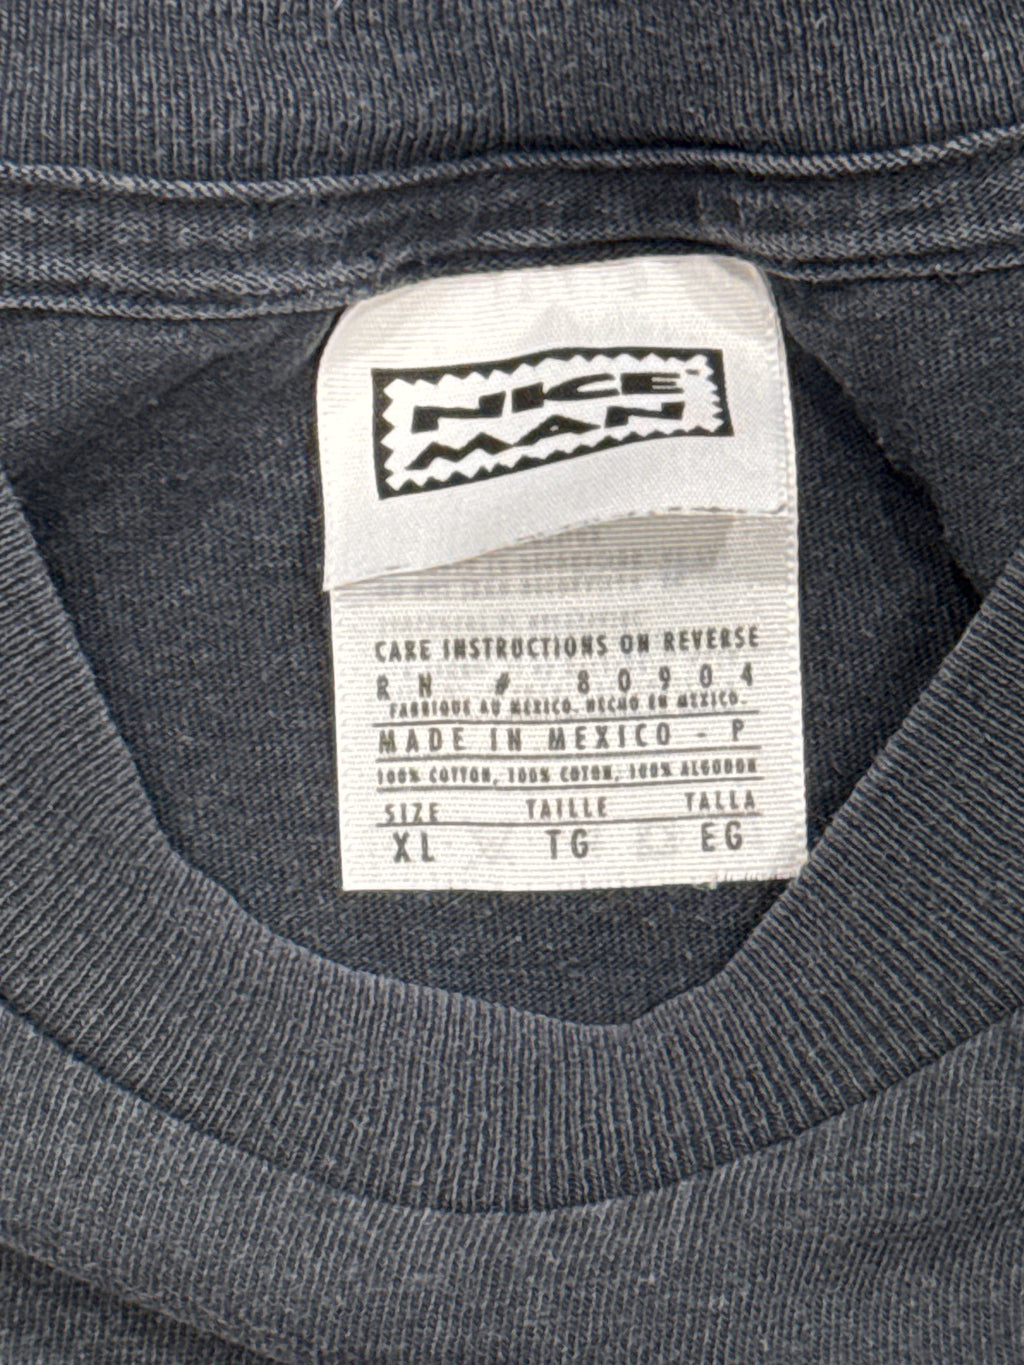 NICE
MAN
CARE INSTRUCTIONS ON REVERSE
RN # 80904
FABRIQUE AU MEXICO. HECHO EN MEXICO.
MADE IN MEXICO - P
100% COTTON, 100% COTON, 100% ALGODON
SIZE TAILLE TALLA
XL TG EG